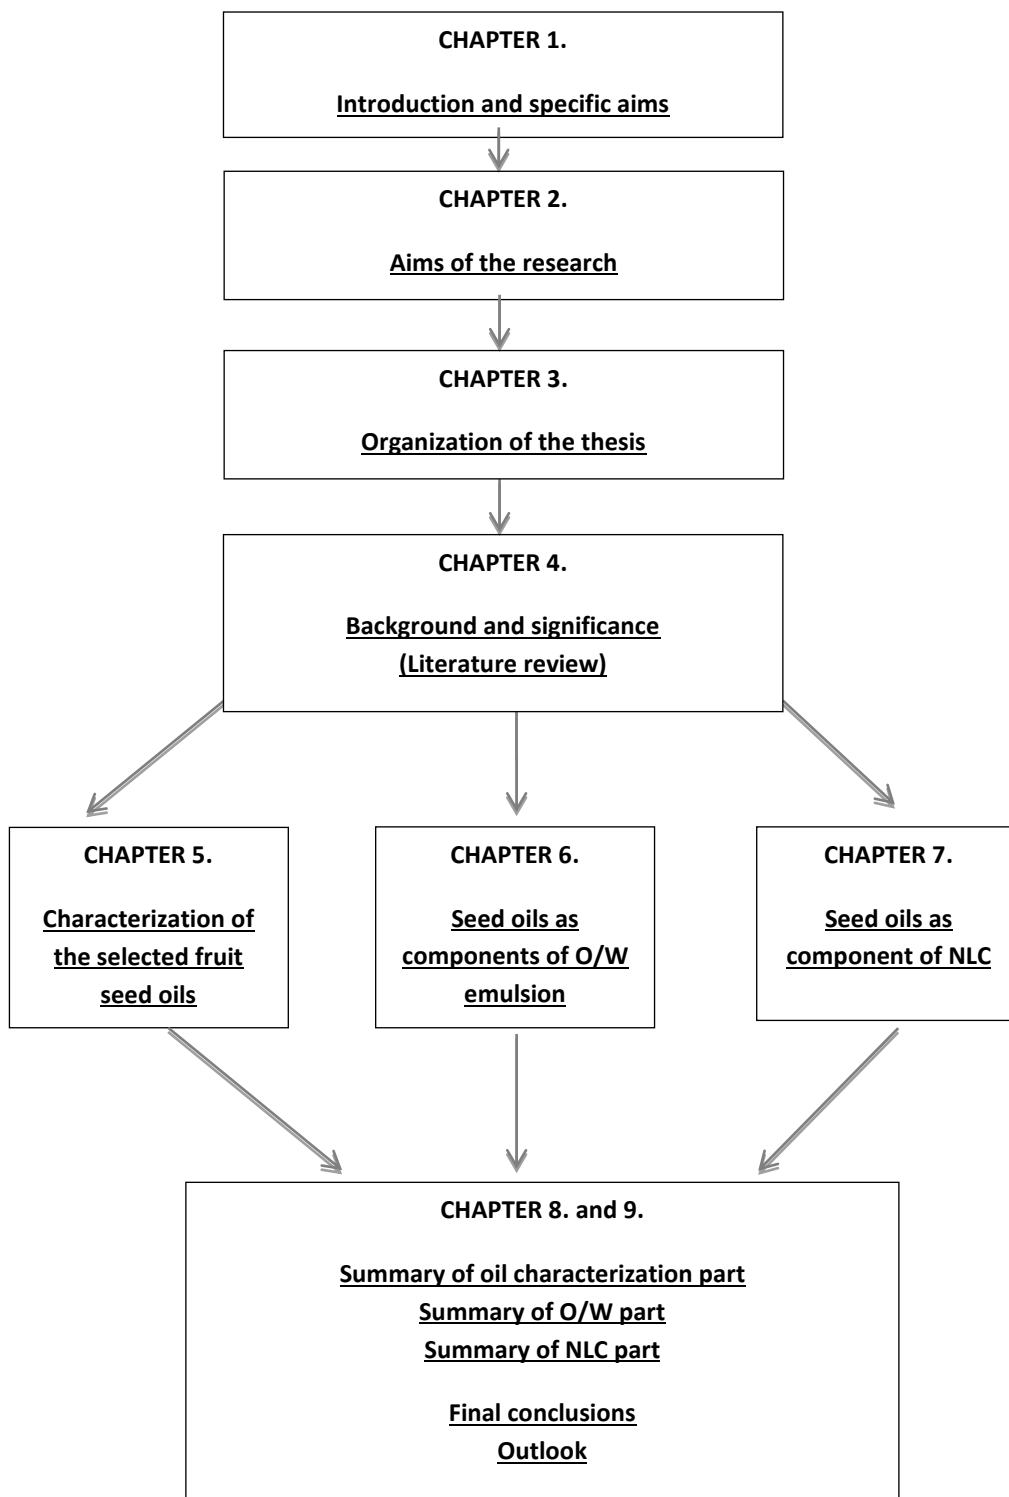 CHAPTER 1.
Introduction and specific aims
CHAPTER 2.
Aims of the research
CHAPTER 3.
Organization of the thesis
CHAPTER 4.
Background and significance
(Literature review)
CHAPTER 5.
Characterization of
the selected fruit
seed oils
CHAPTER 6.
Seed oils as
components of O/W
emulsion
CHAPTER 7.
Seed oils as
component of NLC
CHAPTER 8. and 9.
Summary of oil characterization part
Summary of O/W part
Summary of NLC part
Final conclusions
Outlook